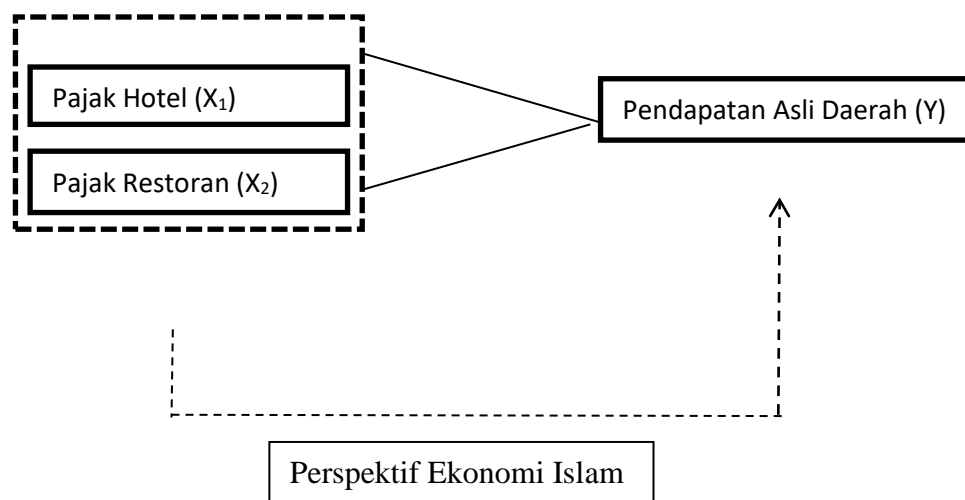 Pajak Hotel (X₁)
Pendapatan Asli Daerah (Y)
Pajak Restoran (X₂)
Perspektif Ekonomi Islam